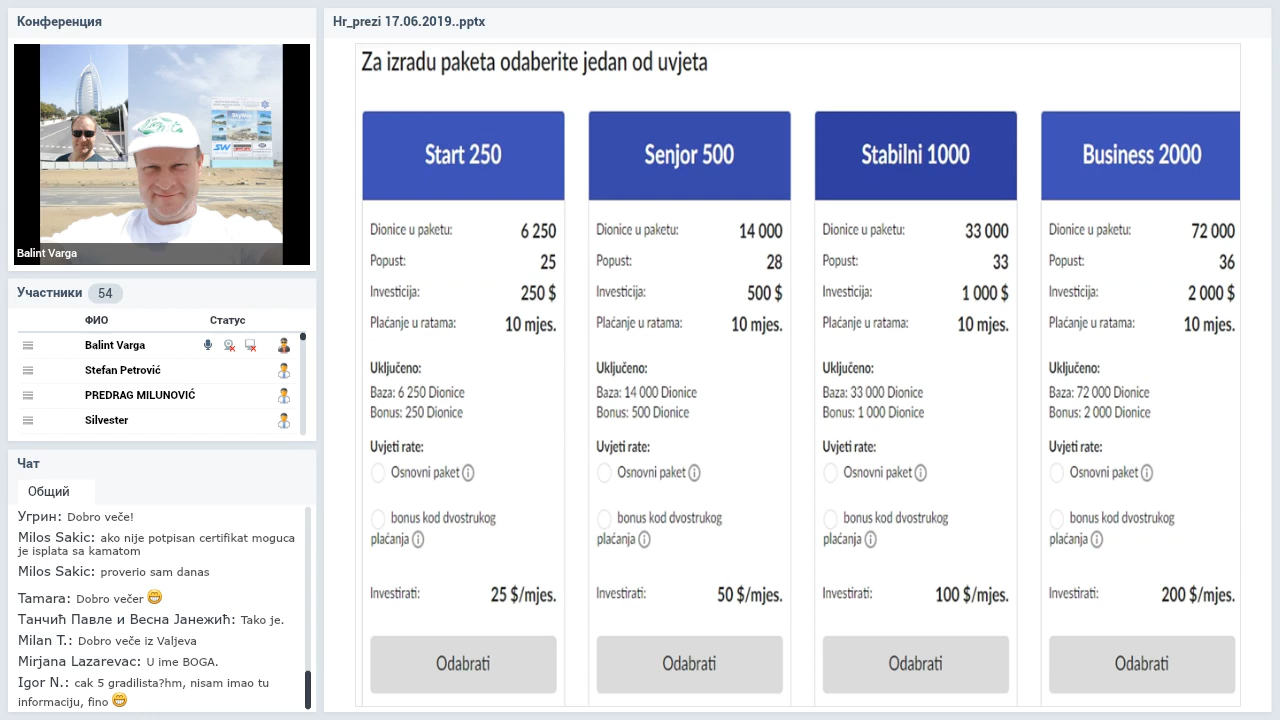 Конференция
SkyWay
SW
Balint Varga
Участники 54
ФИО Статус
Balint Varga
Stefan Petrović
PREDRAG MILUNOVIĆ
Silvester
Чат
Общий
Угрин: Dobro veče!
Milos Sakic: ako nije potpisan certifikat moguca
je isplata sa kamatom
Milos Sakic: proverio sam danas
Tamara: Dobro večer
Танчић Павле и Весна Јанежић: Tako je.
Milan T.: Dobro veče iz Valjeva
Mirjana Lazarevac: U ime BOGA.
Igor N.: cak 5 gradilista?hm, nisam imao tu
informaciju, fino
Hr_prezi 17.06.2019..pptx
Za izradu paketa odaberite jedan od uvjeta
Start 250
Dionice u paketu: 6 250
Popust: 25
Investicija: 250 $
Plaćanje u ratama: 10 mjes.
Uključeno:
Baza: 6 250 Dionice
Bonus: 250 Dionice
Uvjeti rate:
Osnovni paket
bonus kod dvostrukog
plaćanja
Investirati: 25 $/mjes.
Odabrati
Senjor 500
Dionice u paketu: 14 000
Popust: 28
Investicija: 500 $
Plaćanje u ratama: 10 mjes.
Uključeno:
Baza: 14 000 Dionice
Bonus: 500 Dionice
Uvjeti rate:
Osnovni paket
bonus kod dvostrukog
plaćanja
Investirati: 50 $/mjes.
Odabrati
Stabilni 1000
Dionice u paketu: 33 000
Popust: 33
Investicija: 1 000 $
Plaćanje u ratama: 10 mjes.
Uključeno:
Baza: 33 000 Dionice
Bonus: 1 000 Dionice
Uvjeti rate:
Osnovni paket
bonus kod dvostrukog
plaćanja
Investirati: 100 $/mjes.
Odabrati
Business 2000
Dionice u paketu: 72 000
Popust: 36
Investicija: 2 000 $
Plaćanje u ratama: 10 mjes.
Uključeno:
Baza: 72 000 Dionice
Bonus: 2 000 Dionice
Uvjeti rate:
Osnovni paket
bonus kod dvostrukog
plaćanja
Investirati: 200 $/mjes.
Odabrati